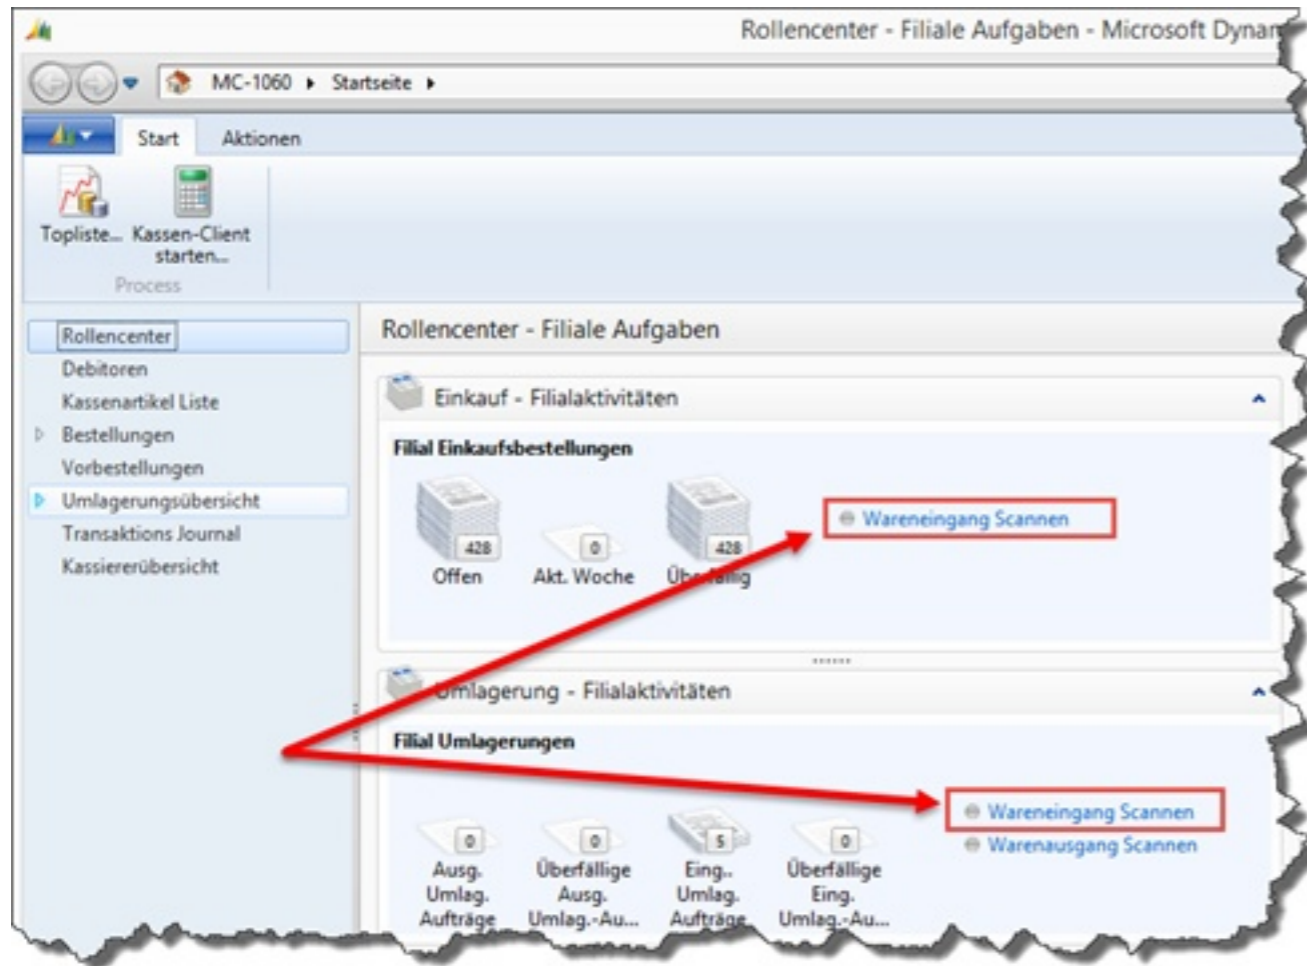 Rollencenter - Filiale Aufgaben - Microsoft Dynam
MC-1060 Startseite
Start Aktionen
Topliste... Kassen-Client
starten...
Process
Rollencenter
Debitoren
Kassenartikel Liste
Bestellungen
Vorbestellungen
Umlagerungsübersicht
Transaktions Journal
Kassiererübersicht
Rollencenter - Filiale Aufgaben
Einkauf - Filialaktivitäten
Filial Einkaufsbestellungen
Wareneingang Scannen
428 0 428
Offen Akt. Woche Überfällig
Umlagerung - Filialaktivitäten
Filial Umlagerungen
Wareneingang Scannen
Warenausgang Scannen
0 0 5 0
Ausg. Überfällige Eing.. Überfällige
Umlag. Ausg. Umlag. Eing.
Aufträge Umlag.-Au... Aufträge Umlag.-Au...